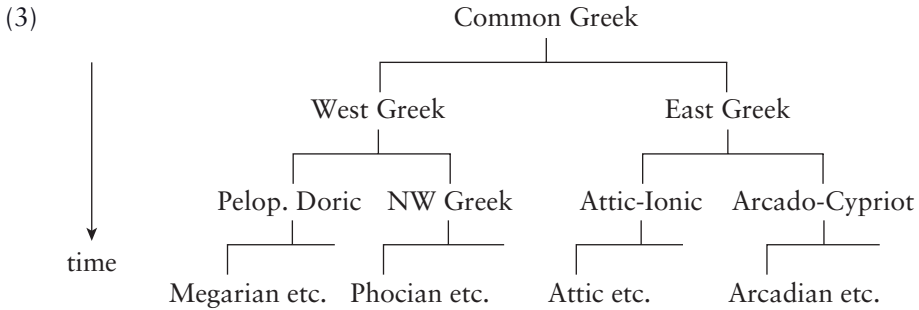 (3)
Common Greek
West Greek East Greek
Pelop. Doric NW Greek Attic-Ionic Arcado-Cypriot
time
Megarian etc. Phocian etc. Attic etc. Arcadian etc.